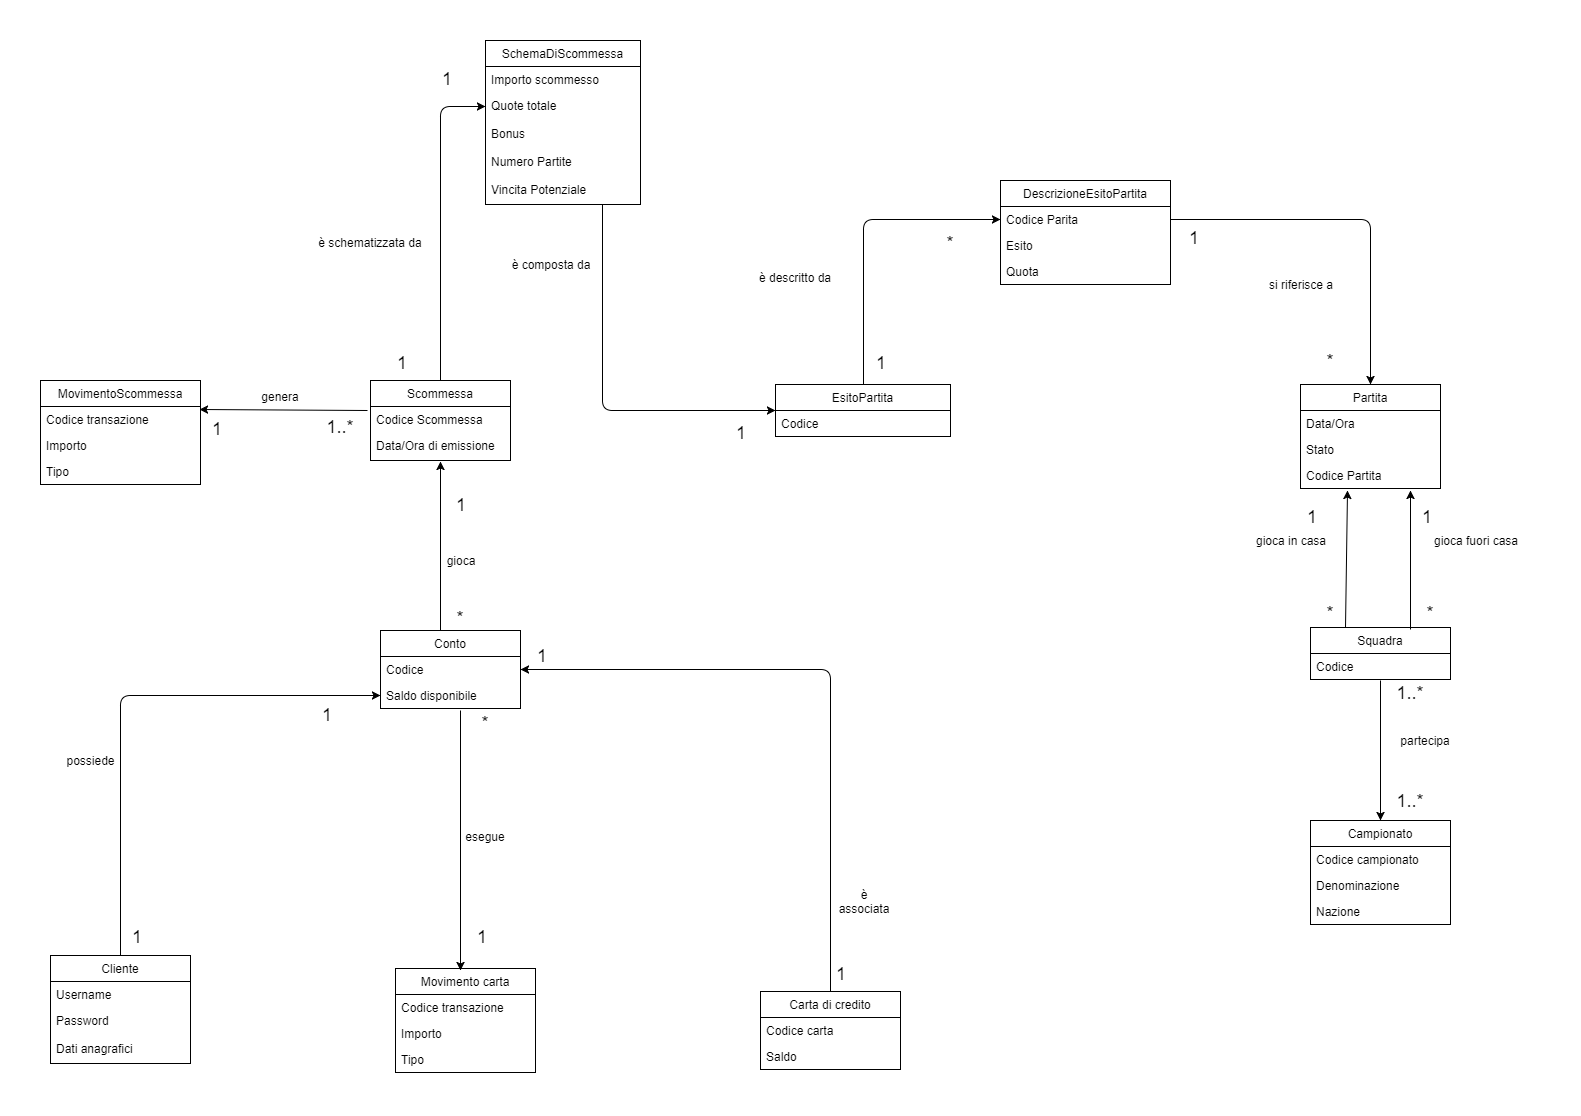 SchemaDiScommessa
Importo scommesso
Quote totale
Bonus
Numero Partite
Vincita Potenziale
1
è schematizzata da
è composta da
DescrizioneEsitoPartita
Codice Parita
Esito
Quota
*
1
è descritto da
si riferisce a
*
1
1
MovimentoScommessa
Codice transazione
Importo
Tipo
genera
1
1..*
Scommessa
Codice Scommessa
Data/Ora di emissione
EsitoPartita
Codice
1
Partita
Data/Ora
Stato
Codice Partita
1
gioca
*
1
1
gioca in casa
gioca fuori casa
*
*
Conto
Codice
Saldo disponibile
1
1
*
Squadra
Codice
1..*
partecipa
1..*
possiede
esegue
è
associata
Campionato
Codice campionato
Denominazione
Nazione
1
1
1
Cliente
Username
Password
Dati anagrafici
Movimento carta
Codice transazione
Importo
Tipo
Carta di credito
Codice carta
Saldo